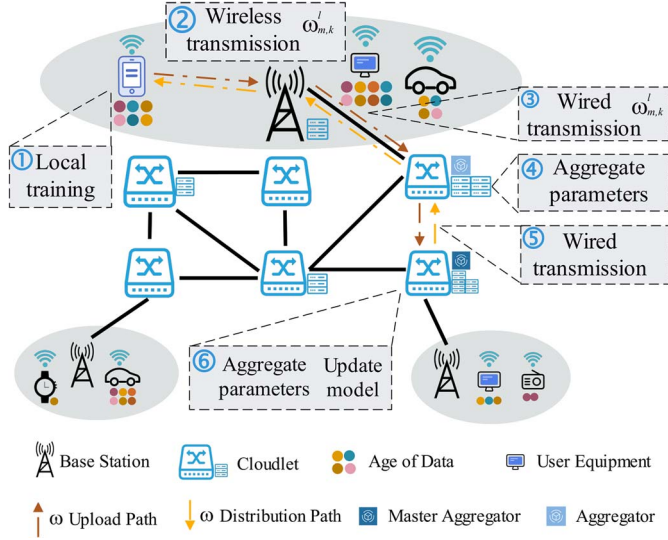 ② Wireless
transmission ω^l_{m,k}
③ Wired ω^l_{m,k}
transmission
① Local
training
④ Aggregate
parameters
⑤ Wired
transmission
⑥ Aggregate Update
parameters model
Base Station
Cloudlet
Age of Data
User Equipment
ω Upload Path
ω Distribution Path
Master Aggregator
Aggregator